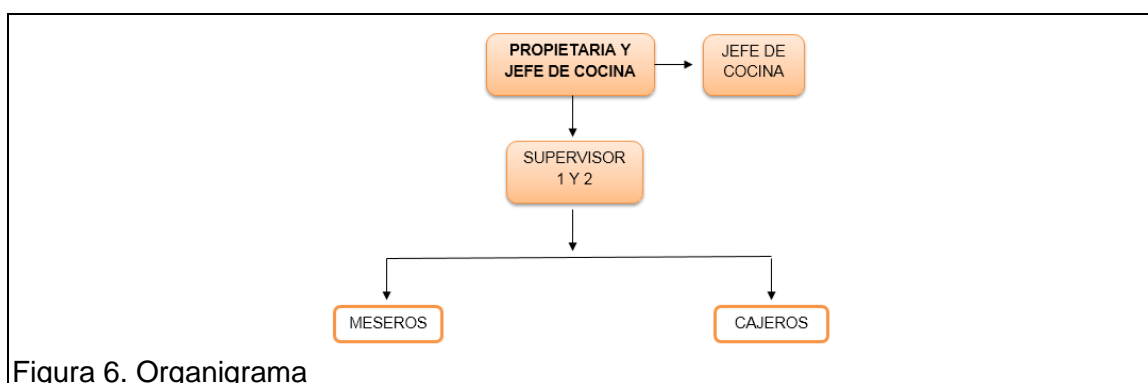 PROPIETARIA Y
JEFE DE COCINA
JEFE DE
COCINA
SUPERVISOR
1 Y 2
MESEROS
CAJEROS
Figura 6. Organigrama